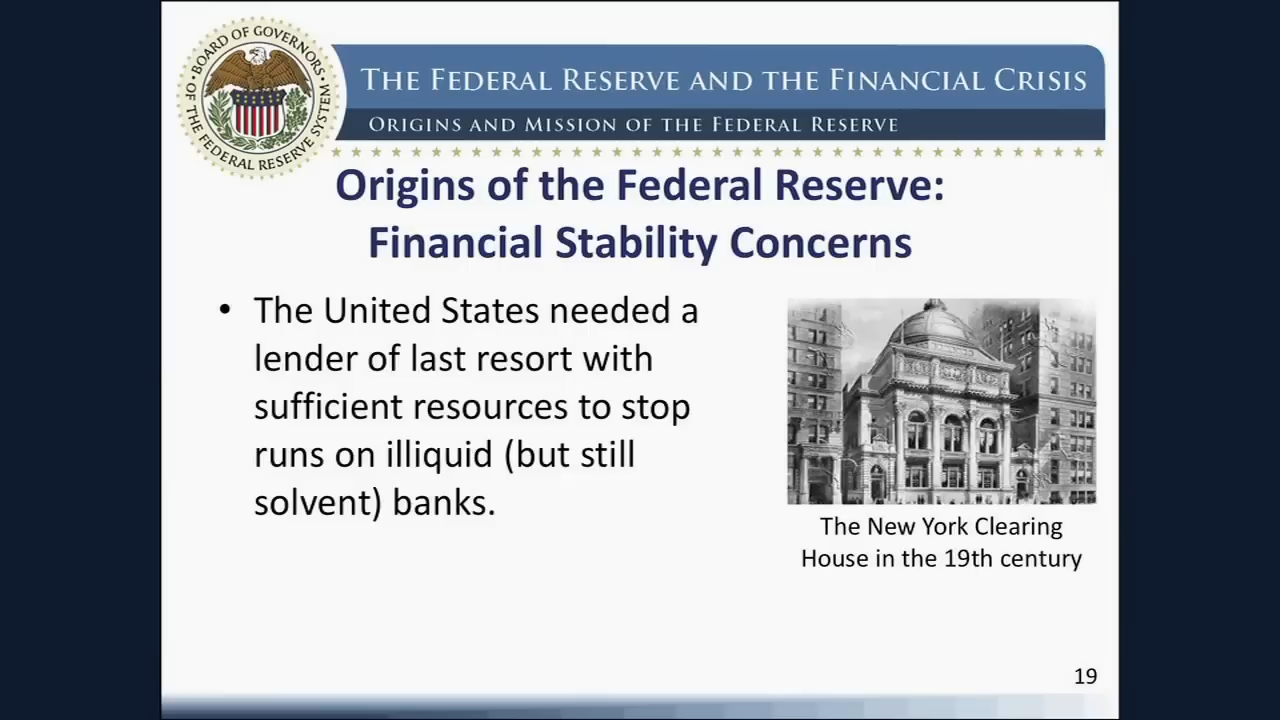 BOARD OF GOVERNORS
OF THE FEDERAL RESERVE SYSTEM
THE FEDERAL RESERVE AND THE FINANCIAL CRISIS
ORIGINS AND MISSION OF THE FEDERAL RESERVE
Origins of the Federal Reserve:
Financial Stability Concerns
• The United States needed a
lender of last resort with
sufficient resources to stop
runs on illiquid (but still
solvent) banks.
The New York Clearing
House in the 19th century
19